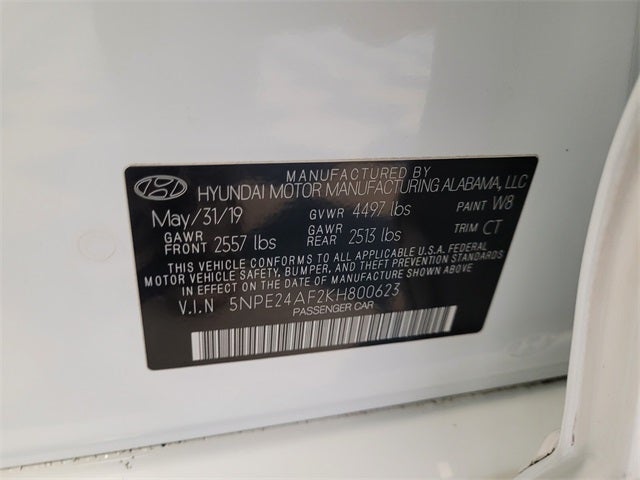 MANUFACTURED BY
HYUNDAI MOTOR MANUFACTURING ALABAMA, LLC
May/31/19 GVWR 4497 lbs PAINT W8
GAWR FRONT 2557 lbs GAWR REAR 2513 lbs TRIM CT
THIS VEHICLE CONFORMS TO ALL APPLICABLE U.S.A. FEDERAL
MOTOR VEHICLE SAFETY, BUMPER, AND THEFT PREVENTION STANDARDS
IN EFFECT ON THE DATE OF MANUFACTURE SHOWN ABOVE
V.I.N 5NPE24AF2KH800623
PASSENGER CAR